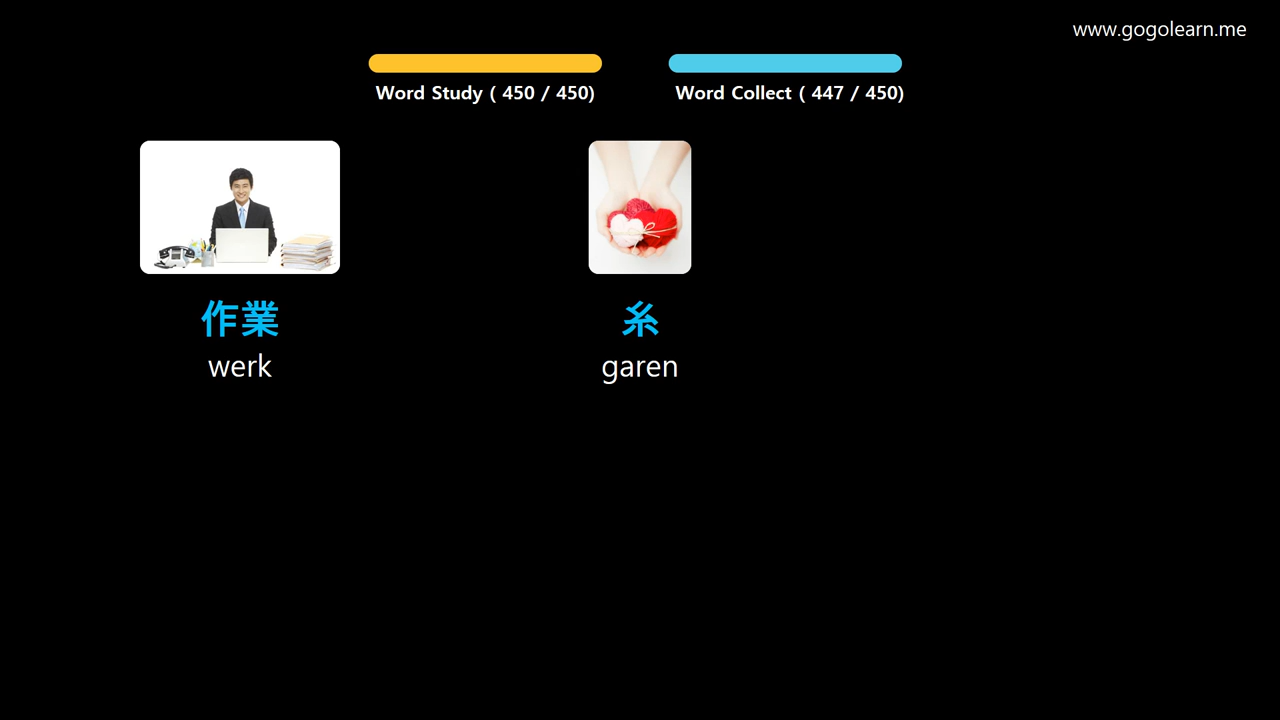 www.gogolearn.me
Word Study ( 450 / 450)
Word Collect ( 447 / 450)
作業
werk
糸
garen